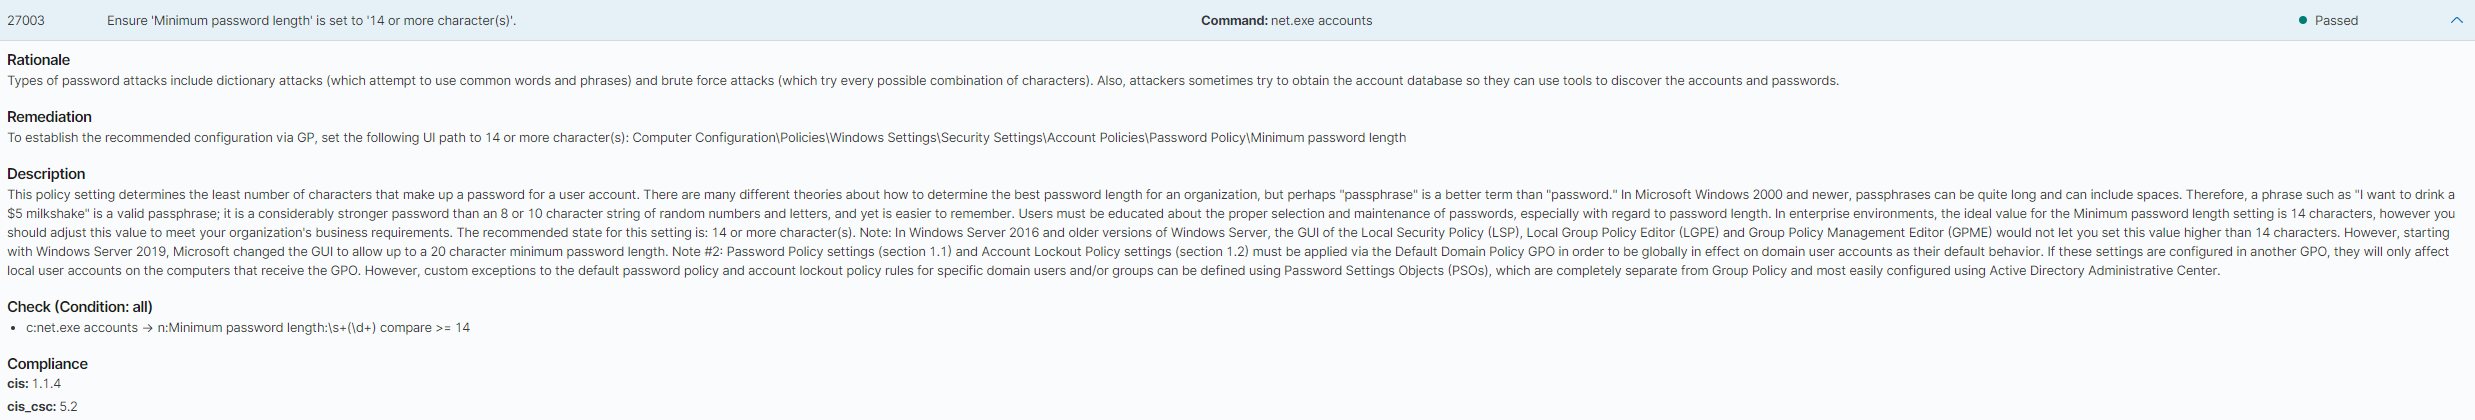 27003 Ensure 'Minimum password length' is set to '14 or more character(s)'. Command: net.exe accounts Passed
Rationale
Types of password attacks include dictionary attacks (which attempt to use common words and phrases) and brute force attacks (which try every possible combination of characters). Also, attackers sometimes try to obtain the account database so they can use tools to discover the accounts and passwords.
Remediation
To establish the recommended configuration via GP, set the following UI path to 14 or more character(s): Computer Configuration\Policies\Windows Settings\Security Settings\Account Policies\Password Policy\Minimum password length
Description
This policy setting determines the least number of characters that make up a password for a user account. There are many different theories about how to determine the best password length for an organization, but perhaps "passphrase" is a better term than "password." In Microsoft Windows 2000 and newer, passphrases can be quite long and can include spaces. Therefore, a phrase such as "I want to drink a
$5 milkshake" is a valid passphrase; it is a considerably stronger password than an 8 or 10 character string of random numbers and letters, and yet is easier to remember. Users must be educated about the proper selection and maintenance of passwords, especially with regard to password length. In enterprise environments, the ideal value for the Minimum password length setting is 14 characters, however you
should adjust this value to meet your organization's business requirements. The recommended state for this setting is: 14 or more character(s). Note: In Windows Server 2016 and older versions of Windows Server, the GUI of the Local Security Policy (LSP), Local Group Policy Editor (LGPE) and Group Policy Management Editor (GPME) would not let you set this value higher than 14 characters. However, starting
with Windows Server 2019, Microsoft changed the GUI to allow up to a 20 character minimum password length. Note #2: Password Policy settings (section 1.1) and Account Lockout Policy settings (section 1.2) must be applied via the Default Domain Policy GPO in order to be globally in effect on domain user accounts as their default behavior. If these settings are configured in another GPO, they will only affect
local user accounts on the computers that receive the GPO. However, custom exceptions to the default password policy and account lockout policy rules for specific domain users and/or groups can be defined using Password Settings Objects (PSOs), which are completely separate from Group Policy and most easily configured using Active Directory Administrative Center.
Check (Condition: all)
• c:net.exe accounts → n:Minimum password length:\s+(\d+) compare >= 14
Compliance
cis: 1.1.4
cis_csc: 5.2